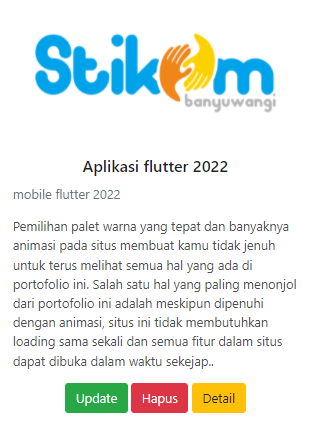 Stikom
banyuwangi
Aplikasi flutter 2022
mobile flutter 2022
Pemilihan palet warna yang tepat dan banyaknya
animasi pada situs membuat kamu tidak jenuh
untuk terus melihat semua hal yang ada di
portofolio ini. Salah satu hal yang paling menonjol
dari portofolio ini adalah meskipun dipenuhi
dengan animasi, situs ini tidak membutuhkan
loading sama sekali dan semua fitur dalam situs
dapat dibuka dalam waktu sekejap..
Update Hapus Detail